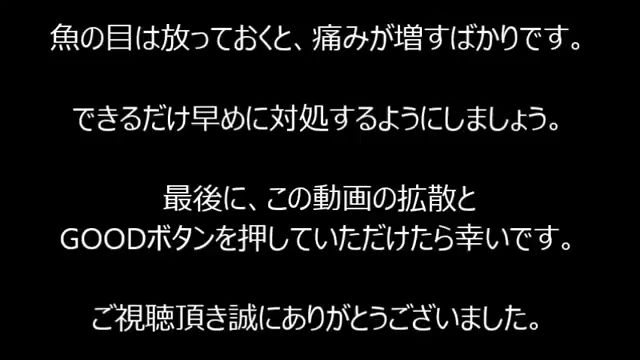 魚の目は放っておくと、痛みが増すばかりです。
できるだけ早めに対処するようにしましょう。
最後に、この動画の拡散と
GOODボタンを押していただけたら幸いです。
ご視聴頂き誠にありがとうございました。